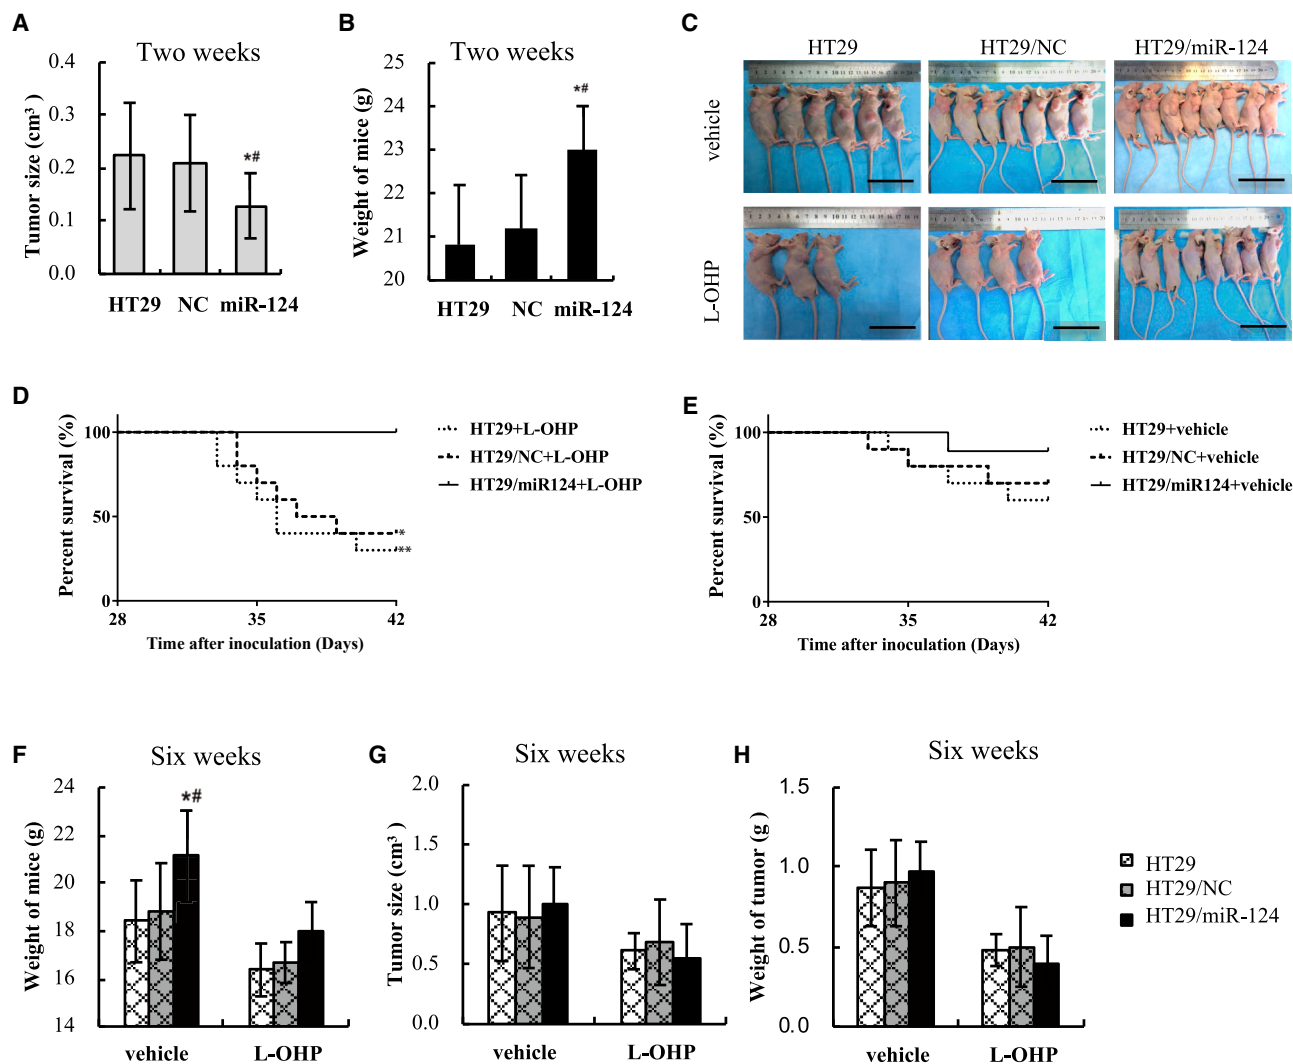 A
Two weeks
Tumor size (cm³)
0.4
0.3
0.2
0.1
0.0
*#
HT29 NC miR-124
B
Two weeks
Weight of mice (g)
25
24
23
22
21
20
*#
HT29 NC miR-124
C
HT29 HT29/NC HT29/miR-124
vehicle
L-OHP
D
Percent survival (%)
100
50
0
28 35 42
Time after inoculation (Days)
*
**
HT29+L-OHP
HT29/NC+L-OHP
HT29/miR124+L-OHP
E
Percent survival (%)
100
50
0
28 35 42
Time after inoculation (Days)
HT29+vehicle
HT29/NC+vehicle
HT29/miR124+vehicle
F
Six weeks
Weight of mice (g)
24
22
20
18
16
14
*#
vehicle L-OHP
G
Six weeks
Tumor size (cm³ )
2.0
1.5
1.0
0.5
0.0
vehicle L-OHP
H
Six weeks
Weight of tumor (g )
1.5
1.0
0.5
0.0
vehicle L-OHP
HT29
HT29/NC
HT29/miR-124